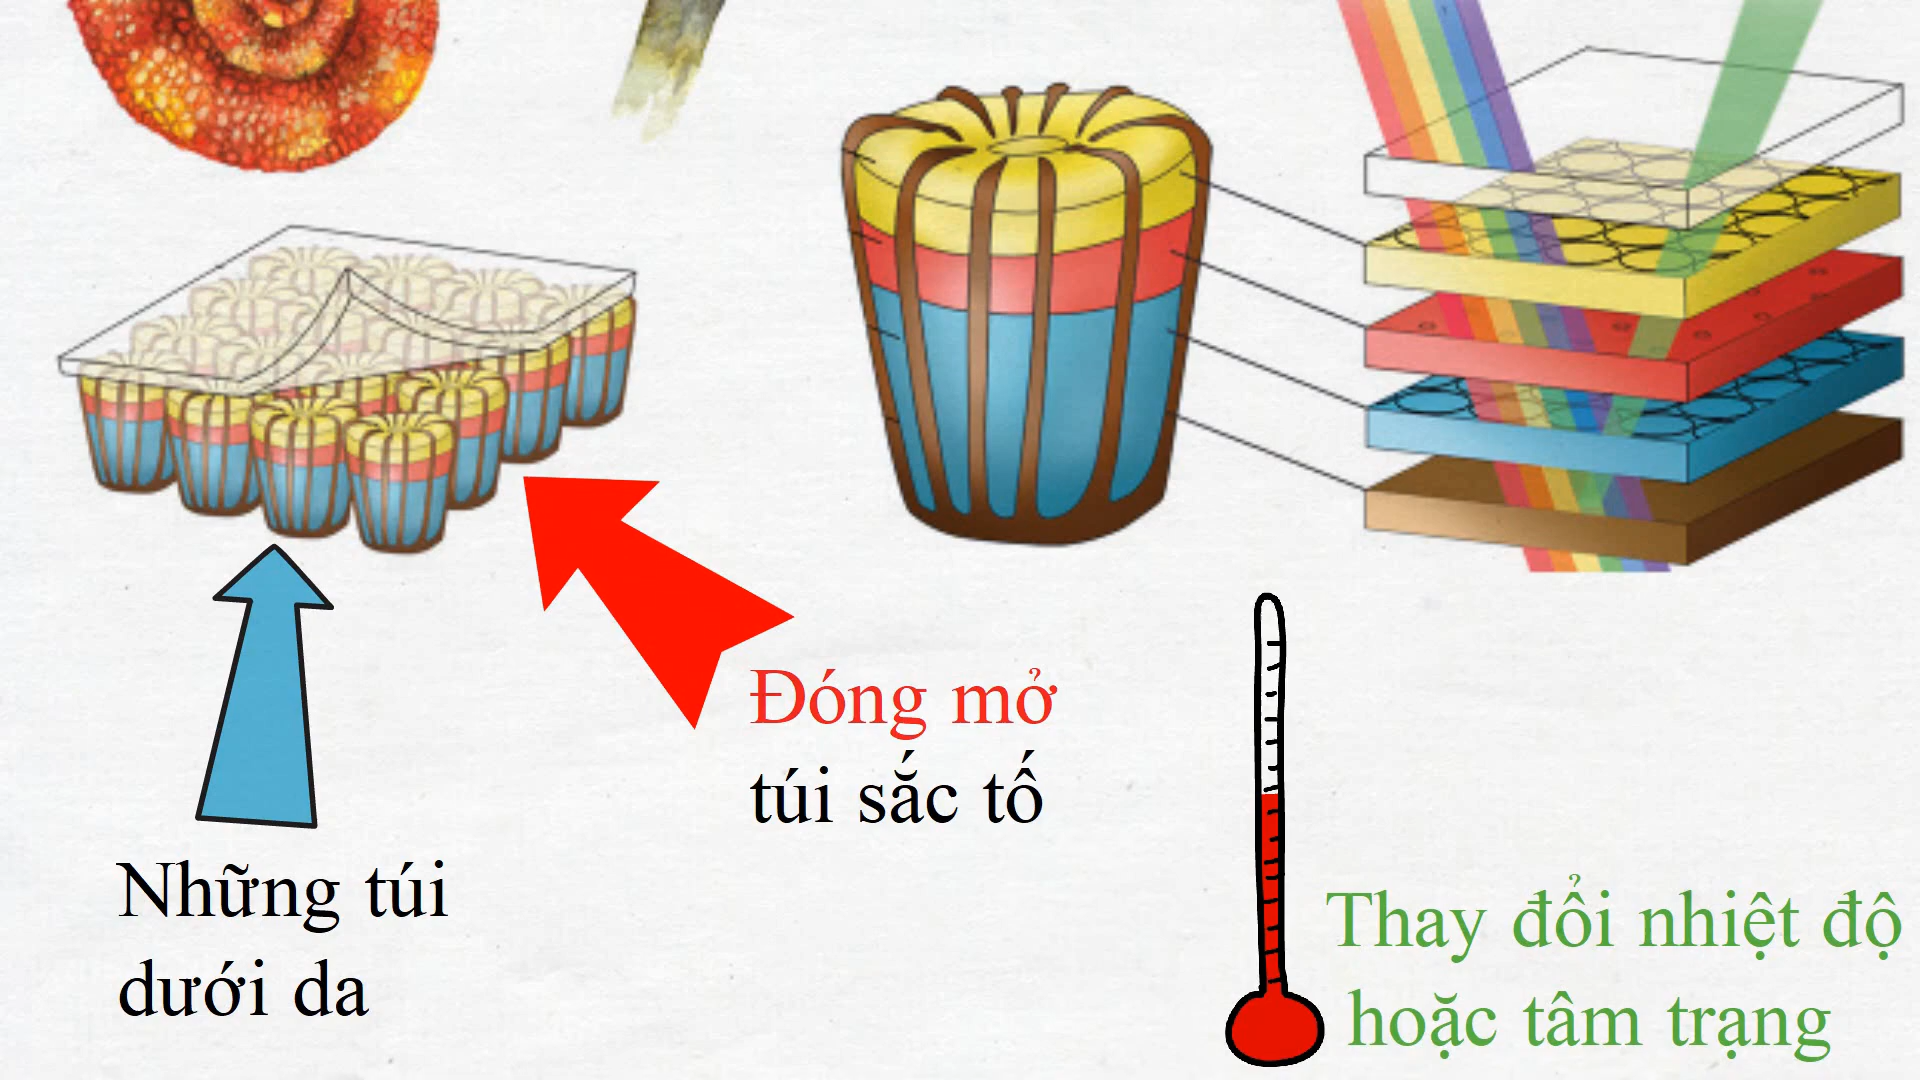 Đóng mở
túi sắc tố
Những túi
dưới da
Thay đổi nhiệt độ
hoặc tâm trạng